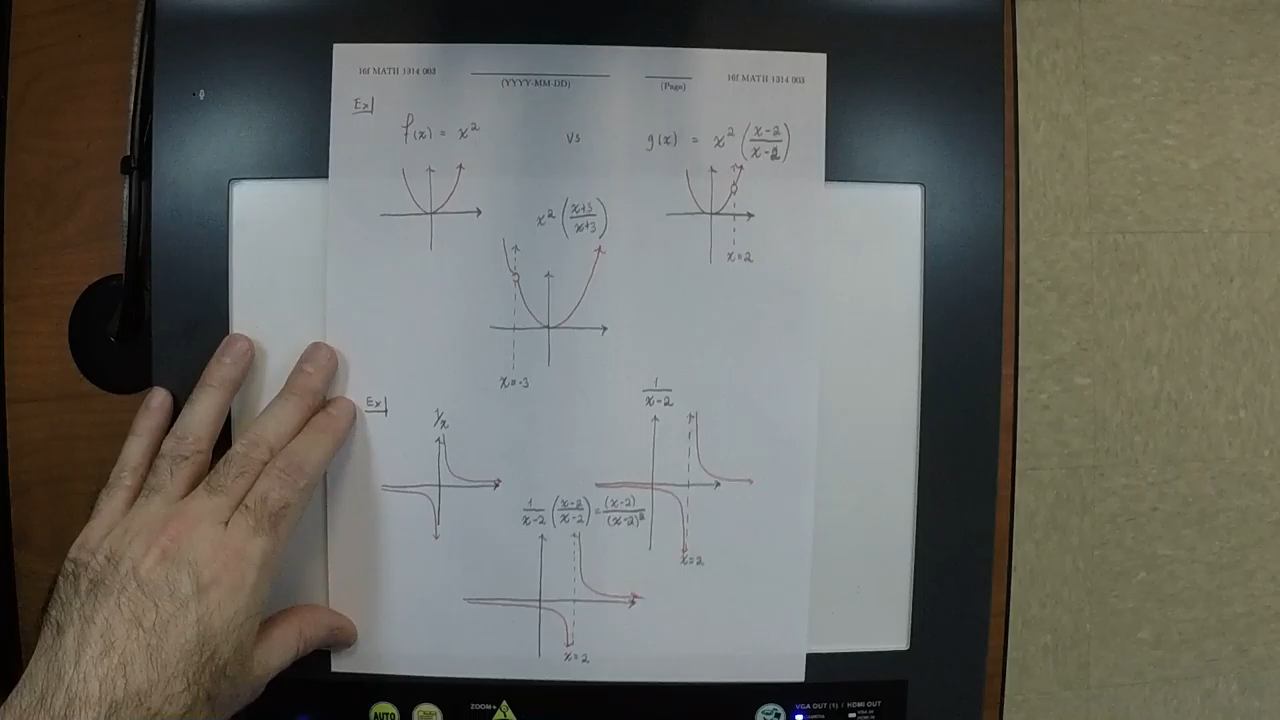 16f MATH 1314 003
(YYYY-MM-DD)
(Page)
16f MATH 1314 003
Ex|
f(x) = x²
vs
g(x) = x² ((x-2)/(x-2))
x² ((x+3)/(x+3))
x=2
x=-3
Ex|
1/x
1/(x-2)
1/(x-2) ((x-2)/(x-2)) = (x-2)/(x-2)²
x=2
x=2
AUTO
ZOOM+
VGA OUT (1) / HDMI OUT